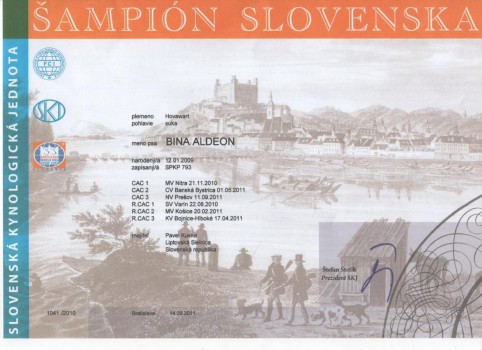 ŠAMPIÓN SLOVENSKA
SLOVENSKÁ KYNOLOGICKÁ JEDNOTA
FCI
SKJ
plemeno Hovawart
pohlavie suka
meno psa BINA ALDEON
narodený/á 12.01.2009
zapísaný/á SPKP 793
CAC 1 MV Nitra 21.11.2010
CAC 2 CV Banská Bystrica 01.05.2011
CAC 3 NV Prešov 11.09.2011
R.CAC 1 SV Varín 22.08.2010
R.CAC 2 MV Košice 20.02.2011
R.CAC 3 KV Bojnice-Hlboké 17.04.2011
majiteľ Pavel
Liptovská
Slovenská republika
Štefan Štefík
Prezident SKJ
1041 /2010
Bratislava 14.09.2011